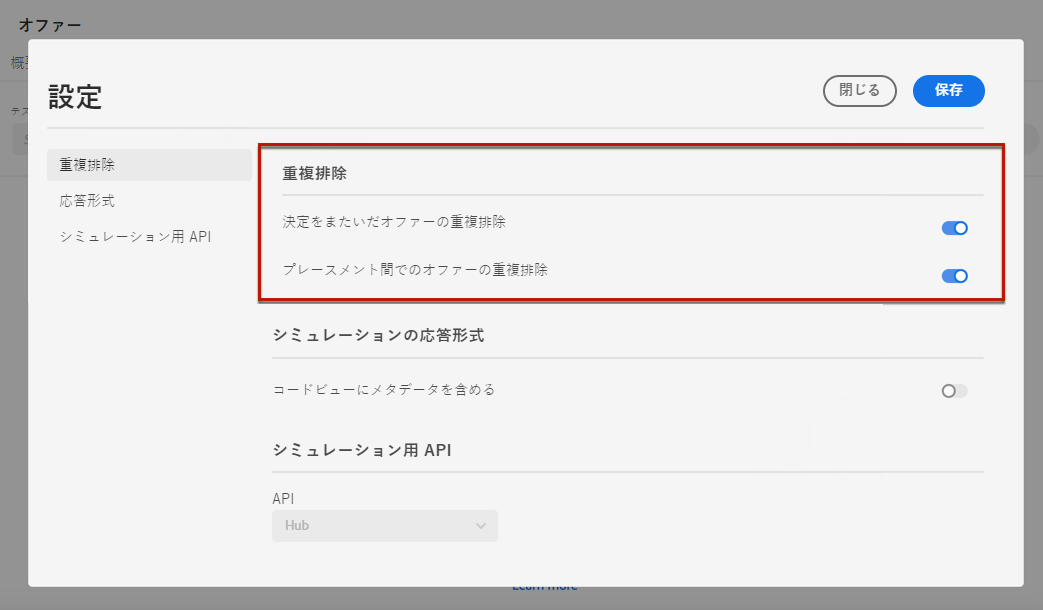 オファー
設定
閉じる
保存
重複排除
応答形式
シミュレーション用 API
重複排除
決定をまたいだオファーの重複排除
プレースメント間でのオファーの重複排除
シミュレーションの応答形式
コードビューにメタデータを含める
シミュレーション用 API
API
Hub
Learn more